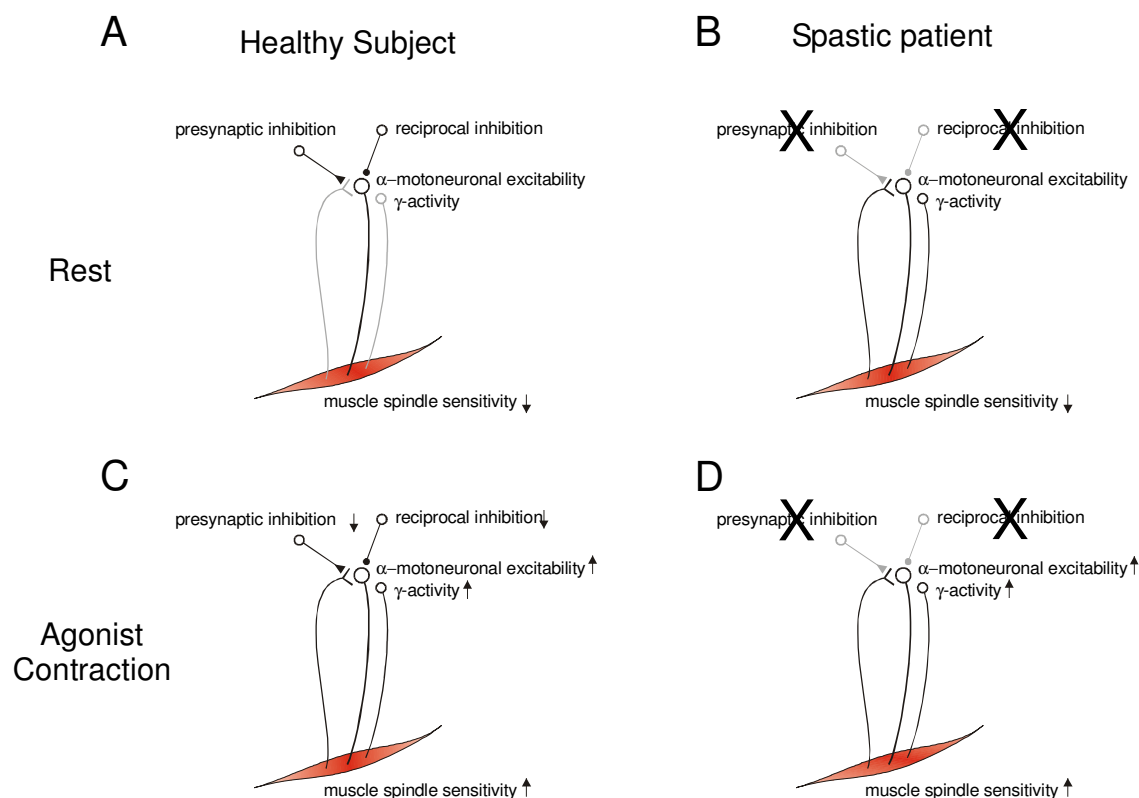 A
Healthy Subject
B
Spastic patient
presynaptic inhibition
reciprocal inhibition
α–motoneuronal excitability
γ-activity
presynaptic inhibition
X
reciprocal inhibition
X
α–motoneuronal excitability
γ-activity
Rest
muscle spindle sensitivity ↓
muscle spindle sensitivity ↓
C
D
presynaptic inhibition ↓
reciprocal inhibition↓
α–motoneuronal excitability ↑
γ-activity ↑
presynaptic inhibition
X
reciprocal inhibition
X
α–motoneuronal excitability ↑
γ-activity ↑
Agonist
Contraction
muscle spindle sensitivity ↑
muscle spindle sensitivity ↑